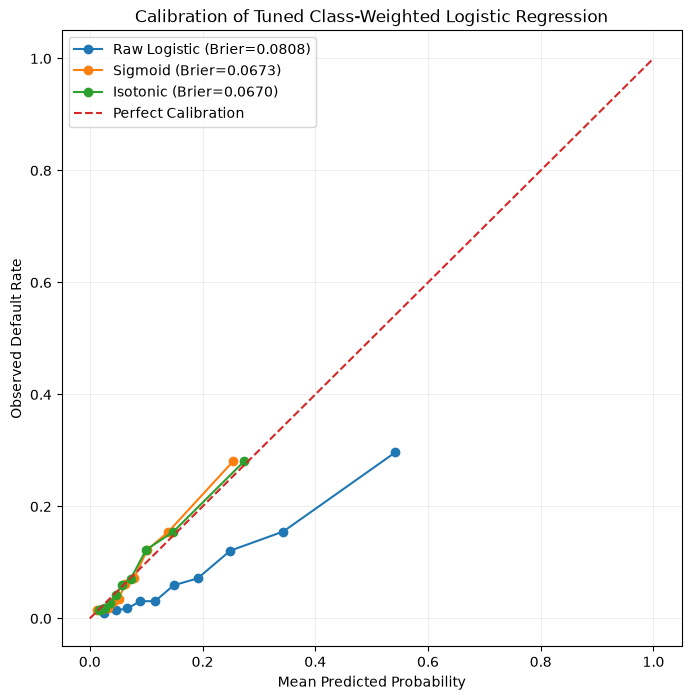 Calibration of Tuned Class-Weighted Logistic Regression
Raw Logistic (Brier=0.0808)
Sigmoid (Brier=0.0673)
Isotonic (Brier=0.0670)
Perfect Calibration
Observed Default Rate
1.0
0.8
0.6
0.4
0.2
0.0
0.0 0.2 0.4 0.6 0.8 1.0
Mean Predicted Probability